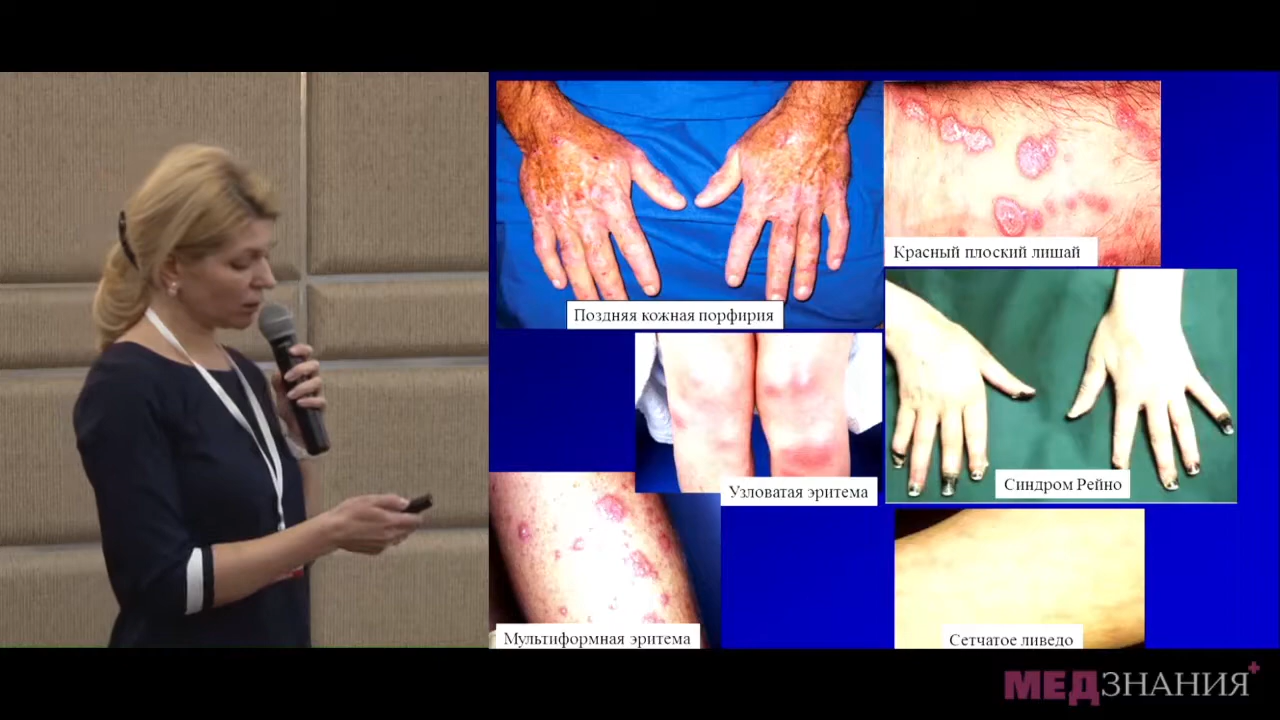 Поздняя кожная порфирия
Красный плоский лишай
Узловатая эритема
Синдром Рейно
Мультиформная эритема
Сетчатое ливедо
МЕДЗНАНИЯ+